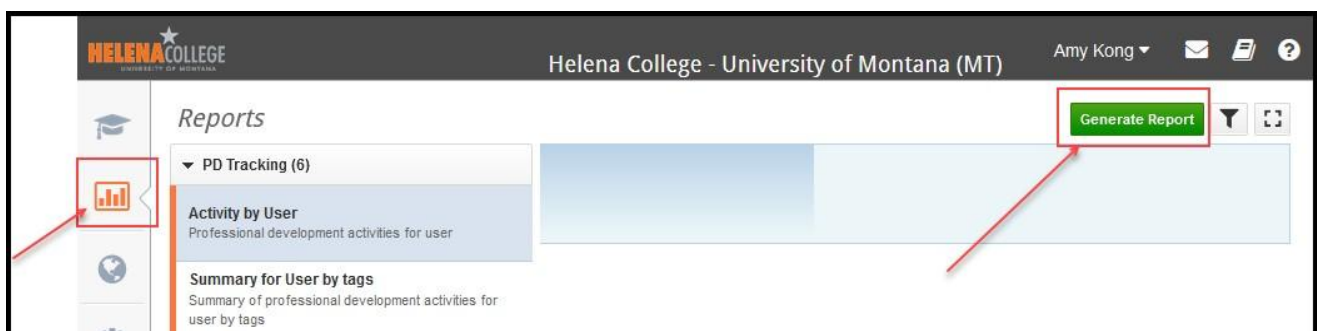 HELENA COLLEGE
UNIVERSITY OF MONTANA
Helena College - University of Montana (MT)
Amy Kong
Reports
Generate Report
PD Tracking (6)
Activity by User
Professional development activities for user
Summary for User by tags
Summary of professional development activities for
user by tags